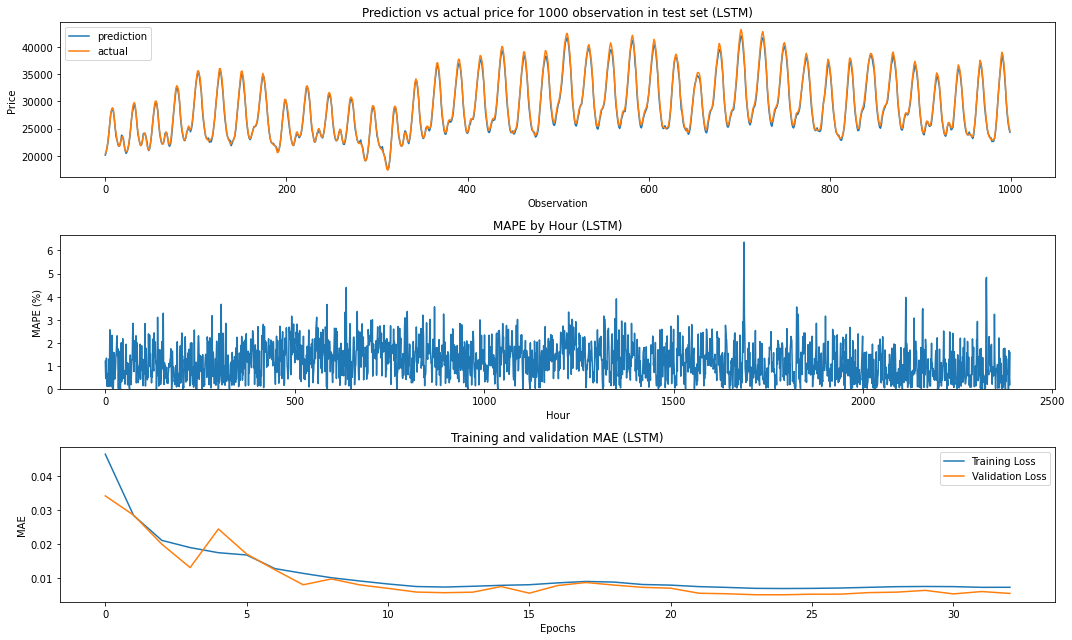 Prediction vs actual price for 1000 observation in test set (LSTM)
prediction
actual
Price
40000
35000
30000
25000
20000
0 200 400 600 800 1000
Observation
MAPE by Hour (LSTM)
MAPE (%)
6
5
4
3
2
1
0
0 500 1000 1500 2000 2500
Hour
Training and validation MAE (LSTM)
Training Loss
Validation Loss
MAE
0.04
0.03
0.02
0.01
0 5 10 15 20 25 30
Epochs